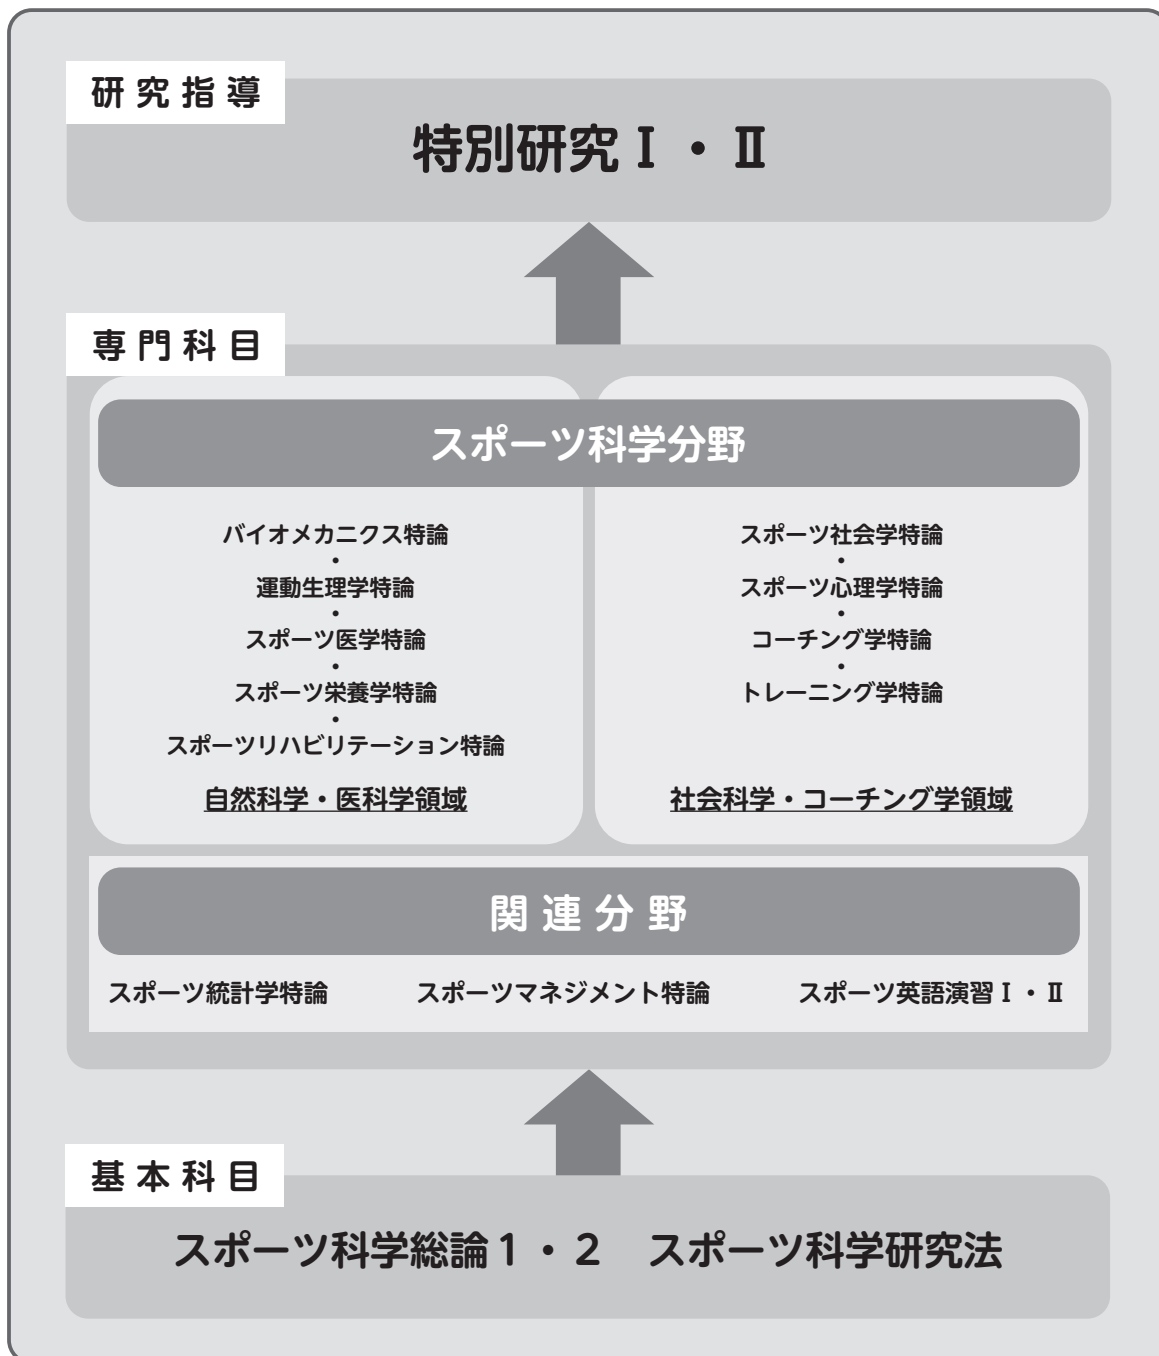 研究指導
特別研究Ⅰ・Ⅱ
専門科目
スポーツ科学分野
バイオメカニクス特論
・
運動生理学特論
・
スポーツ医学特論
・
スポーツ栄養学特論
・
スポーツリハビリテーション特論
自然科学・医科学領域
スポーツ社会学特論
・
スポーツ心理学特論
・
コーチング学特論
・
トレーニング学特論
社会科学・コーチング学領域
関連分野
スポーツ統計学特論 スポーツマネジメント特論 スポーツ英語演習Ⅰ・Ⅱ
基本科目
スポーツ科学総論1・2 スポーツ科学研究法